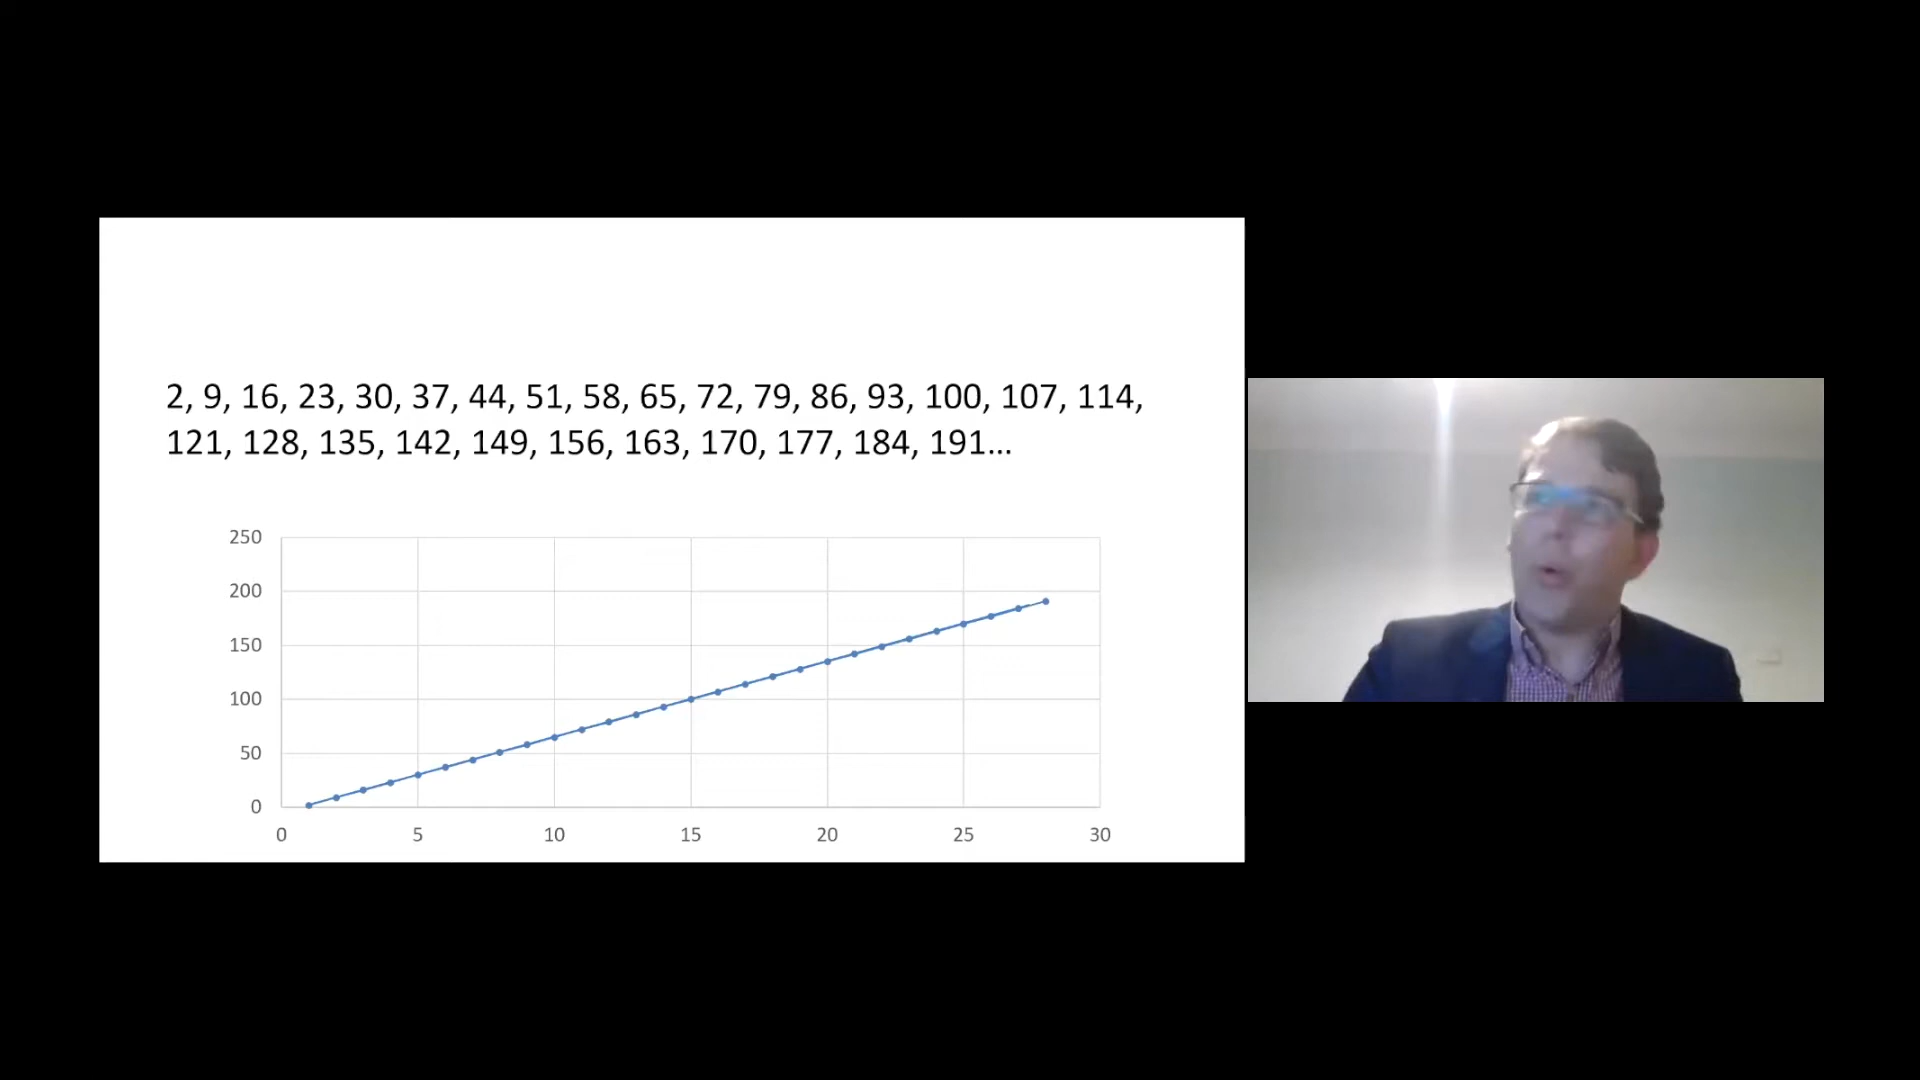 2, 9, 16, 23, 30, 37, 44, 51, 58, 65, 72, 79, 86, 93, 100, 107, 114,
121, 128, 135, 142, 149, 156, 163, 170, 177, 184, 191...
250
200
150
100
50
0
0 5 10 15 20 25 30